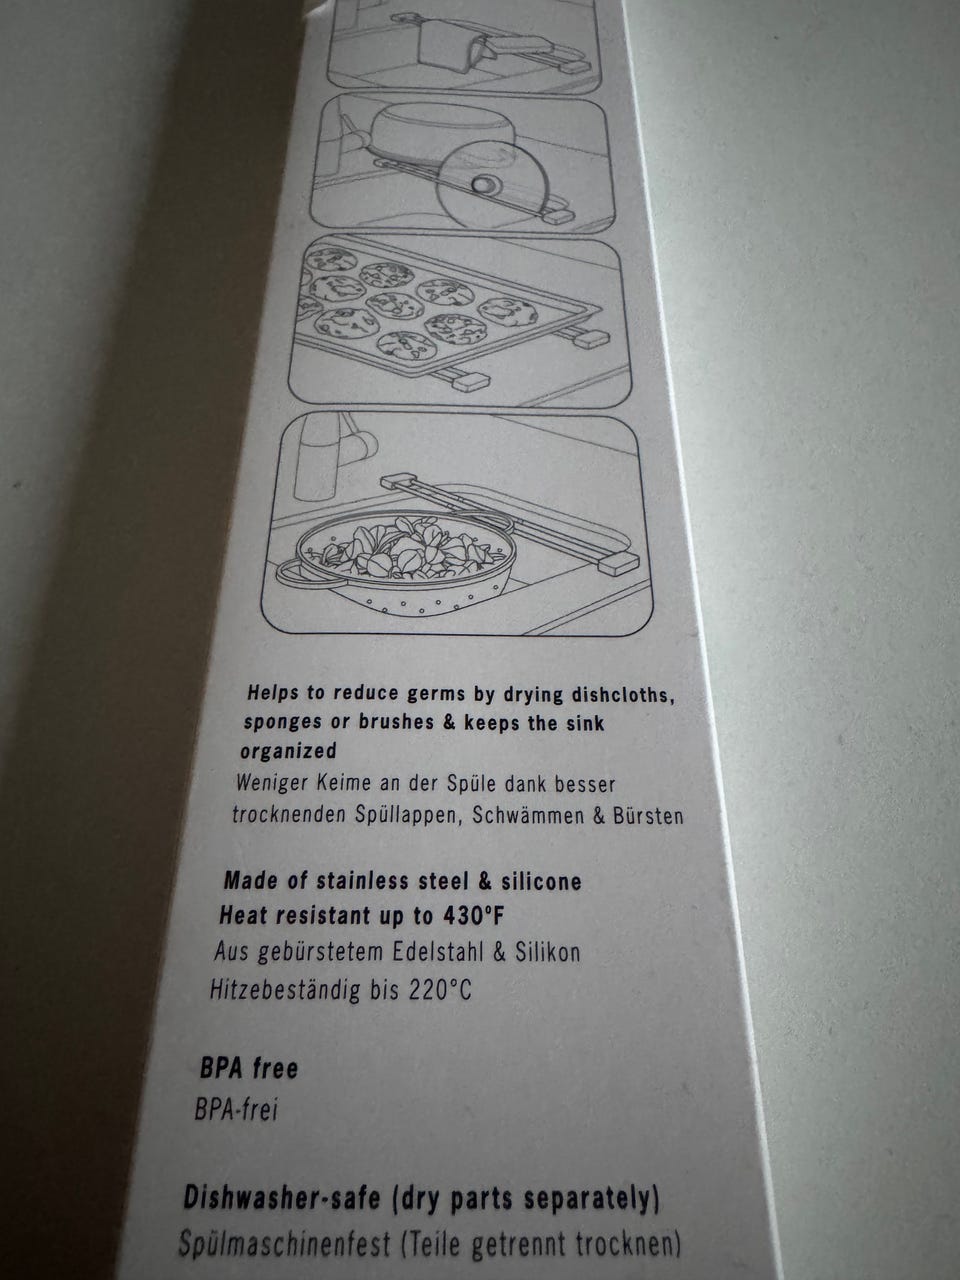 Helps to reduce germs by drying dishcloths,
sponges or brushes & keeps the sink
organized
Weniger Keime an der Spüle dank besser
trocknenden Spüllappen, Schwämmen & Bürsten
Made of stainless steel & silicone
Heat resistant up to 430°F
Aus gebürstetem Edelstahl & Silikon
Hitzebeständig bis 220°C
BPA free
BPA-frei
Dishwasher-safe (dry parts separately)
Spülmaschinenfest (Teile getrennt trocknen)